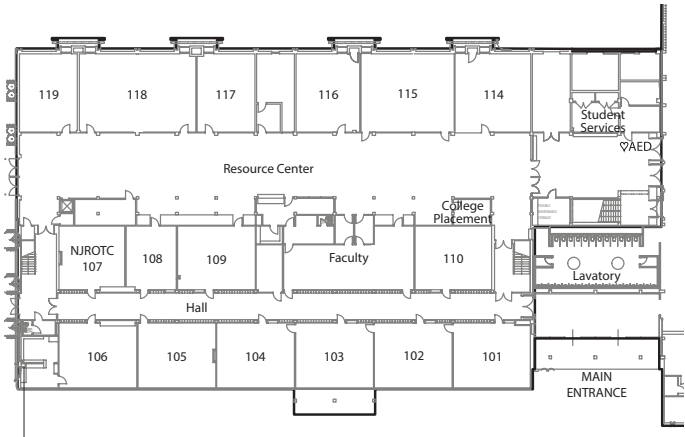 119
118
117
116
115
114
Student
Services
♡AED
Resource Center
College
Placement
NJROTC
107
108
109
Faculty
110
Lavatory
Hall
106
105
104
103
102
101
MAIN
ENTRANCE